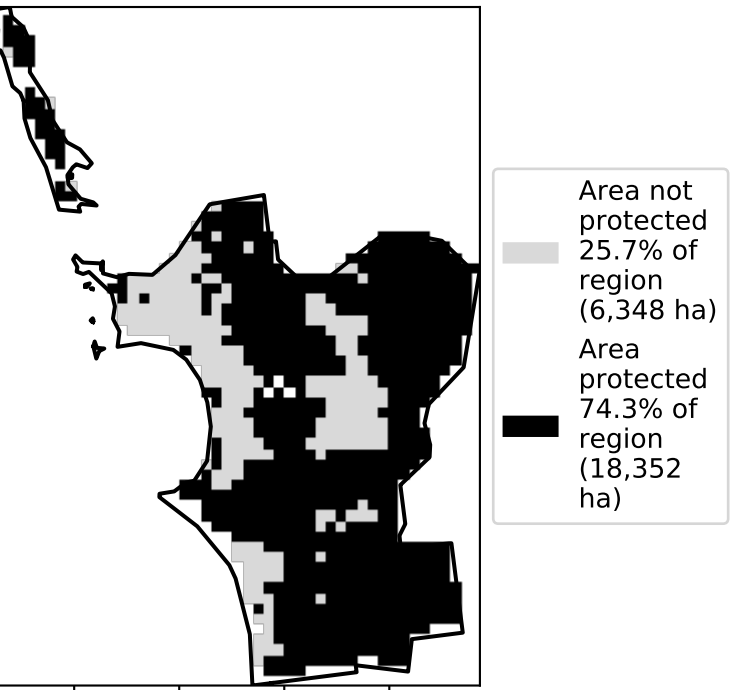 Area not
protected
25.7% of
region
(6,348 ha)
Area
protected
74.3% of
region
(18,352
ha)